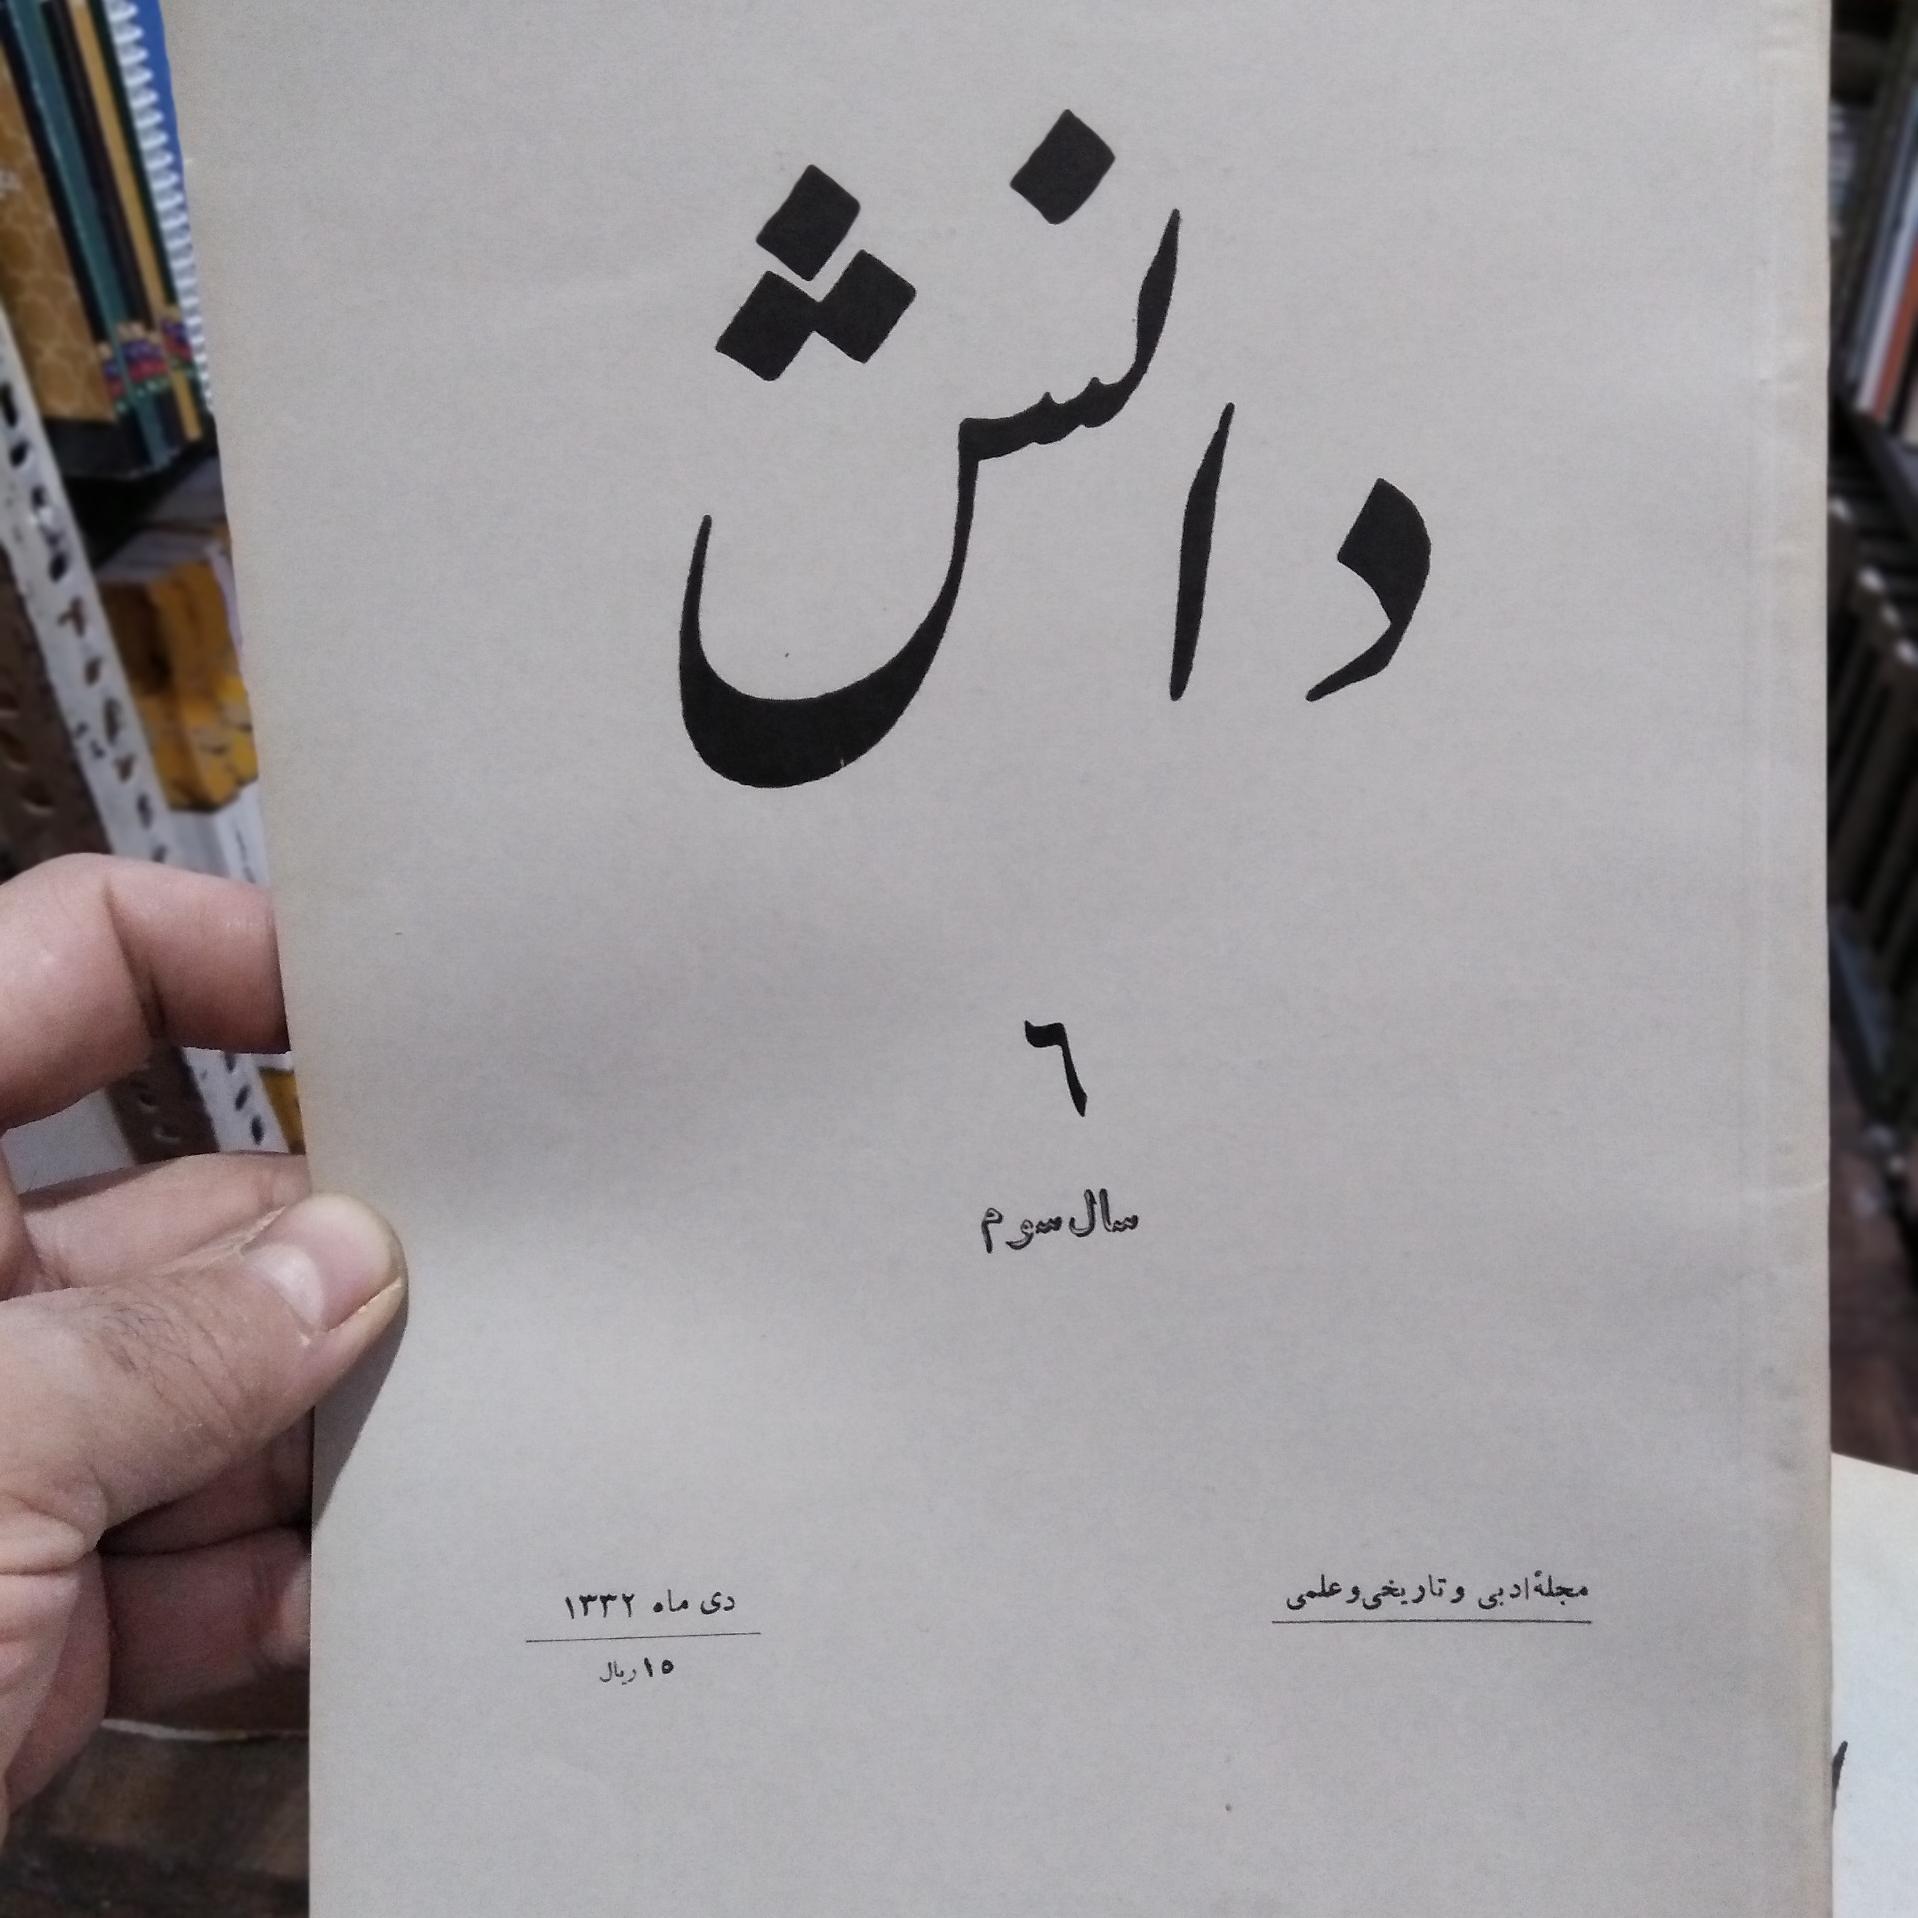 دانش
٦
سال سوم
مجلهٔ ادبی و تاریخی و علمی
دی ماه ۱۳۳۲
۱۵ ریال